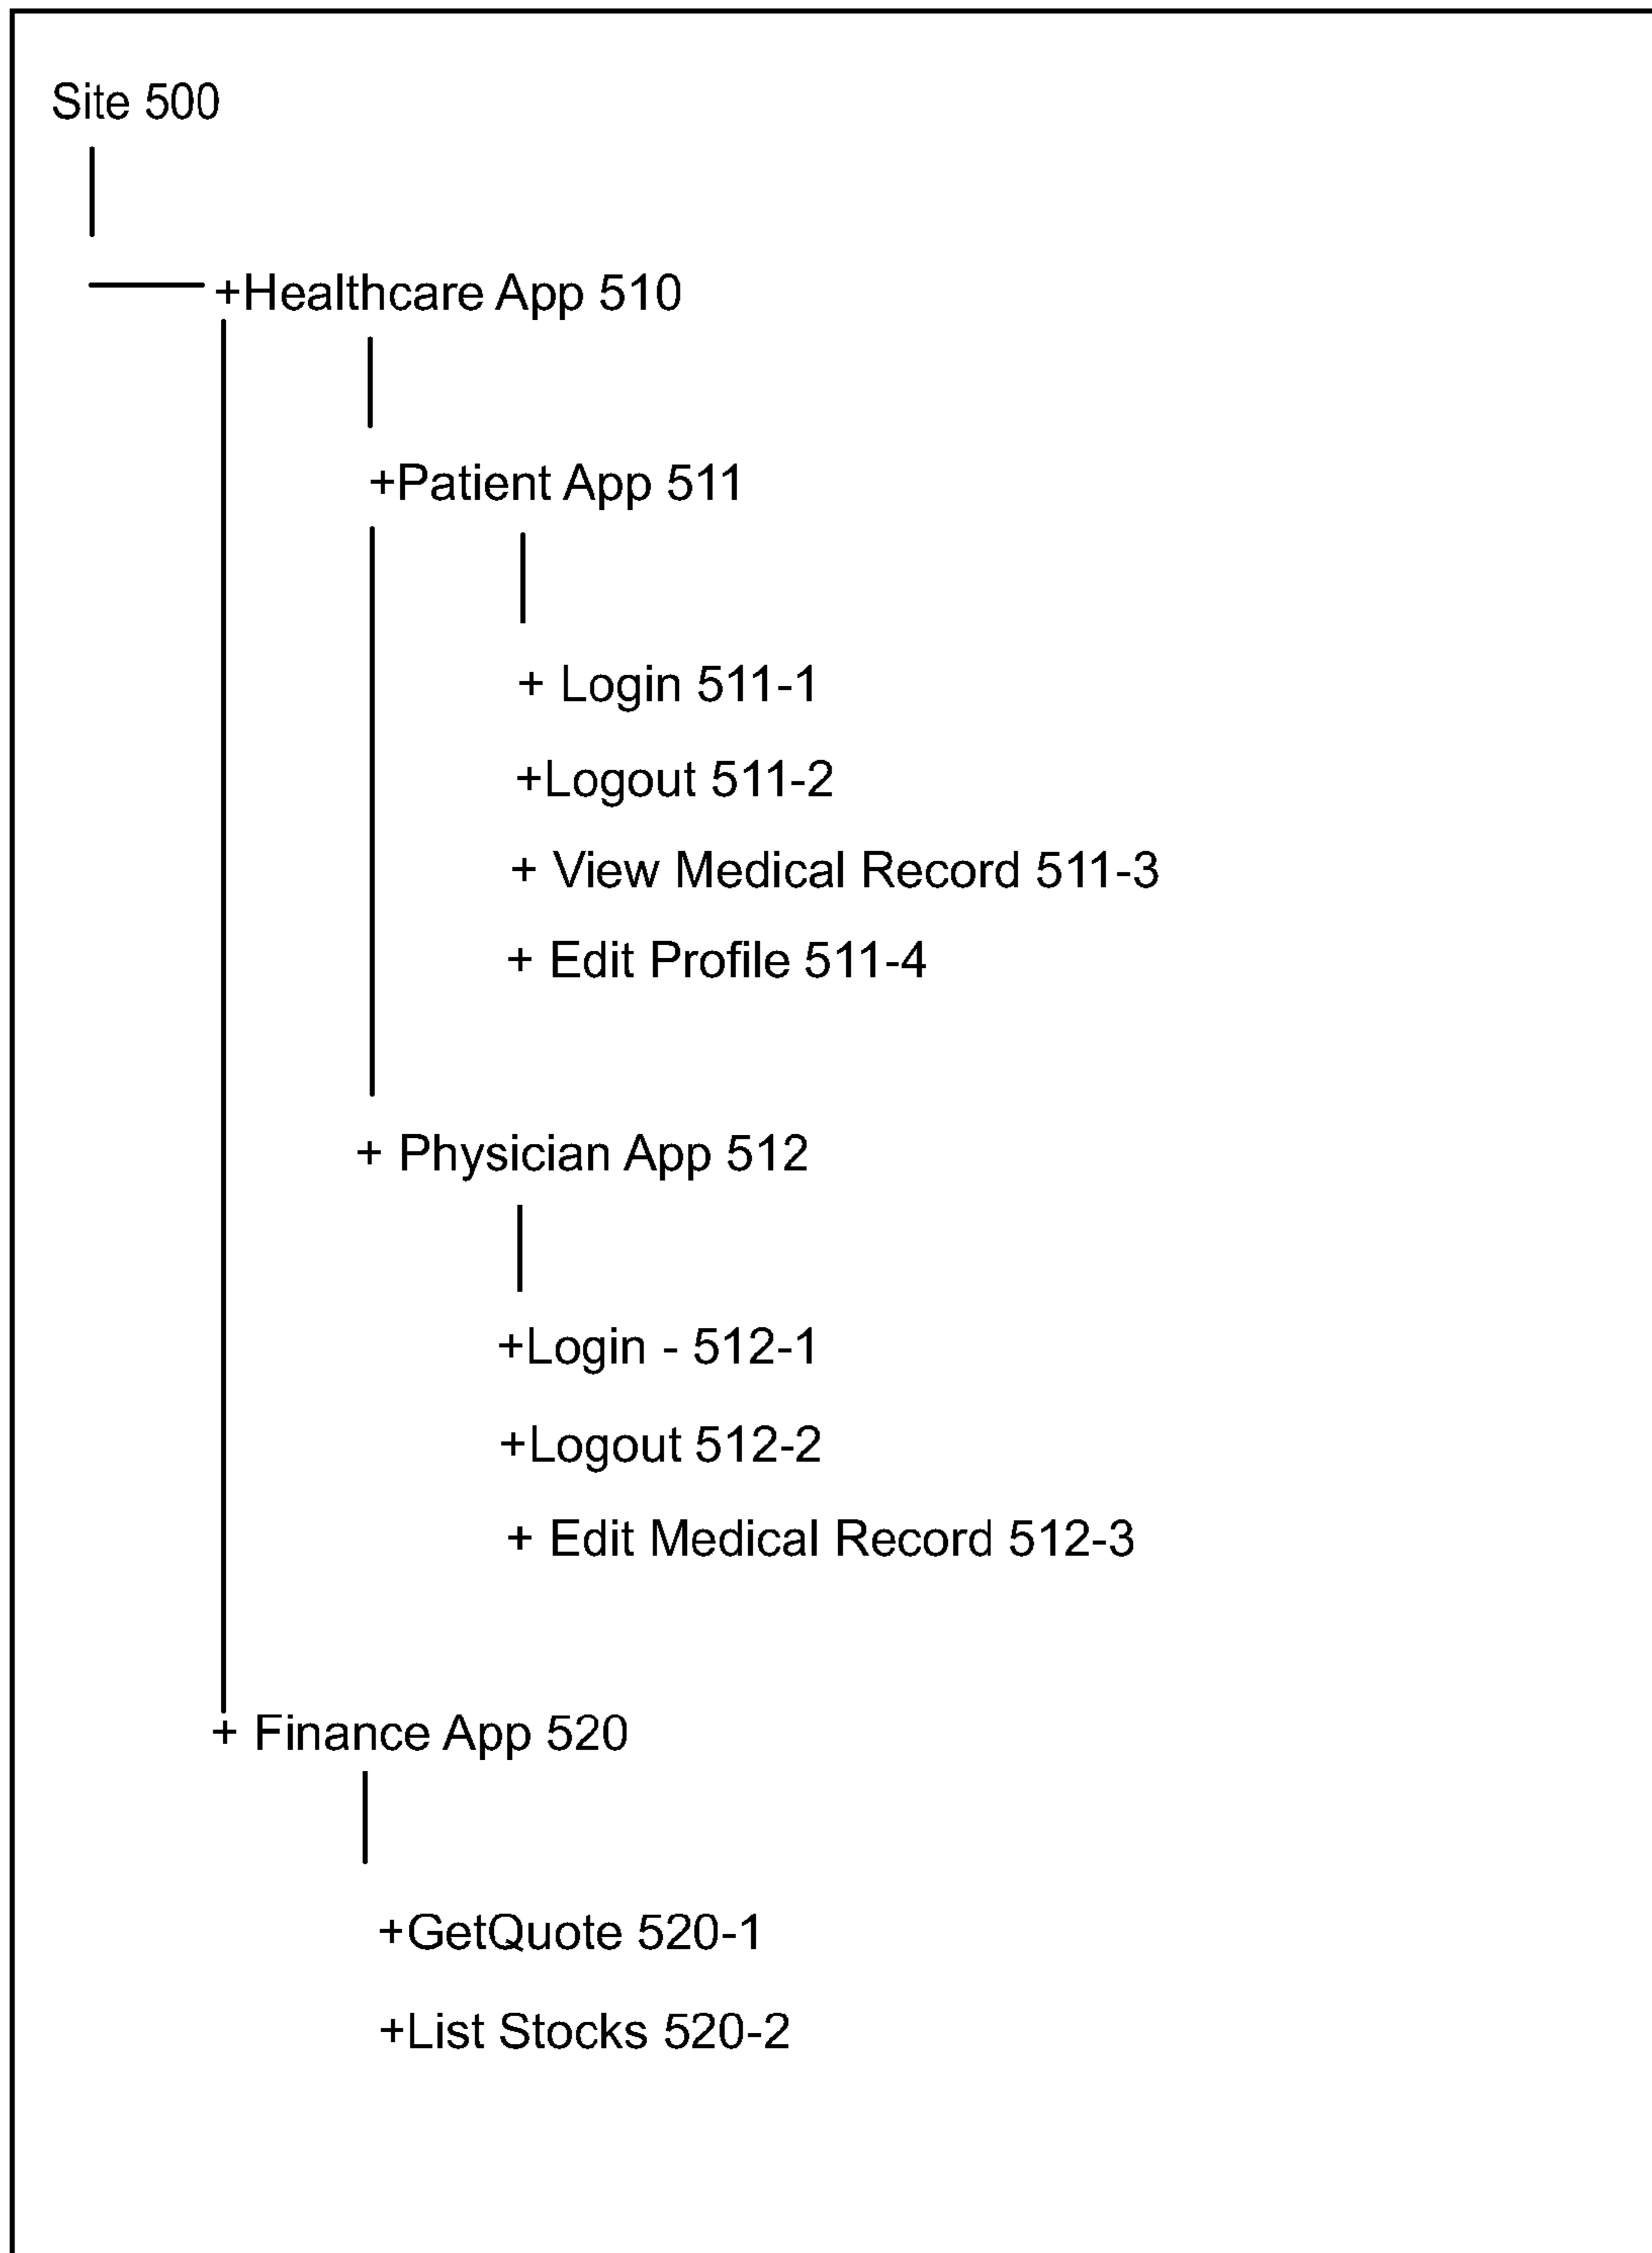 Site 500
+Healthcare App 510
+Patient App 511
+ Login 511-1
+Logout 511-2
+ View Medical Record 511-3
+ Edit Profile 511-4
+ Physician App 512
+Login - 512-1
+Logout 512-2
+ Edit Medical Record 512-3
+ Finance App 520
+GetQuote 520-1
+List Stocks 520-2